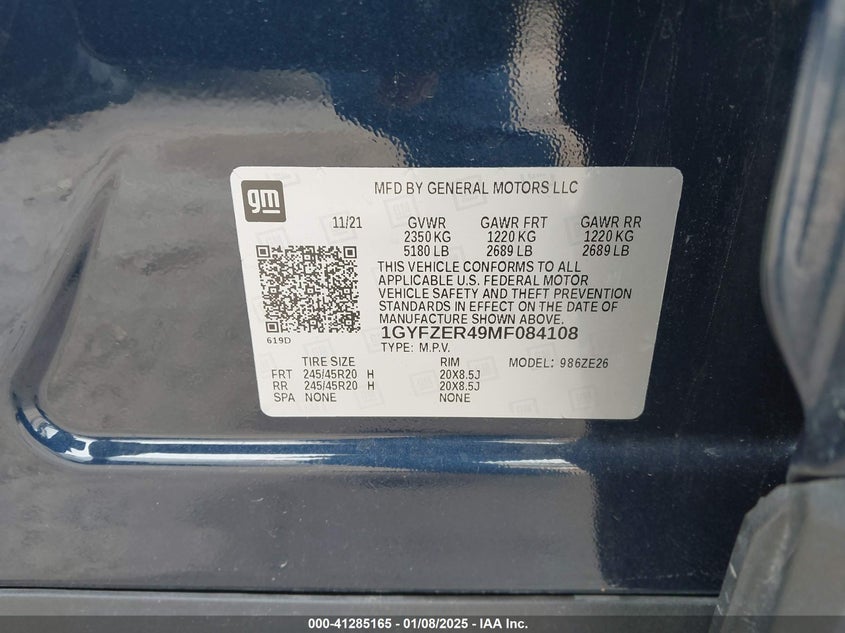 gm
MFD BY GENERAL MOTORS LLC
11/21 GVWR GAWR FRT GAWR RR
2350 KG 1220 KG 1220 KG
5180 LB 2689 LB 2689 LB
THIS VEHICLE CONFORMS TO ALL
APPLICABLE U.S. FEDERAL MOTOR
VEHICLE SAFETY AND THEFT PREVENTION
STANDARDS IN EFFECT ON THE DATE OF
MANUFACTURE SHOWN ABOVE.
619D
1GYFZER49MF084108
TYPE: M.P.V.
TIRE SIZE RIM MODEL: 986ZE26
FRT 245/45R20 H 20X8.5J
RR 245/45R20 H 20X8.5J
SPA NONE NONE
000-41285165 - 01/08/2025 - IAA Inc.